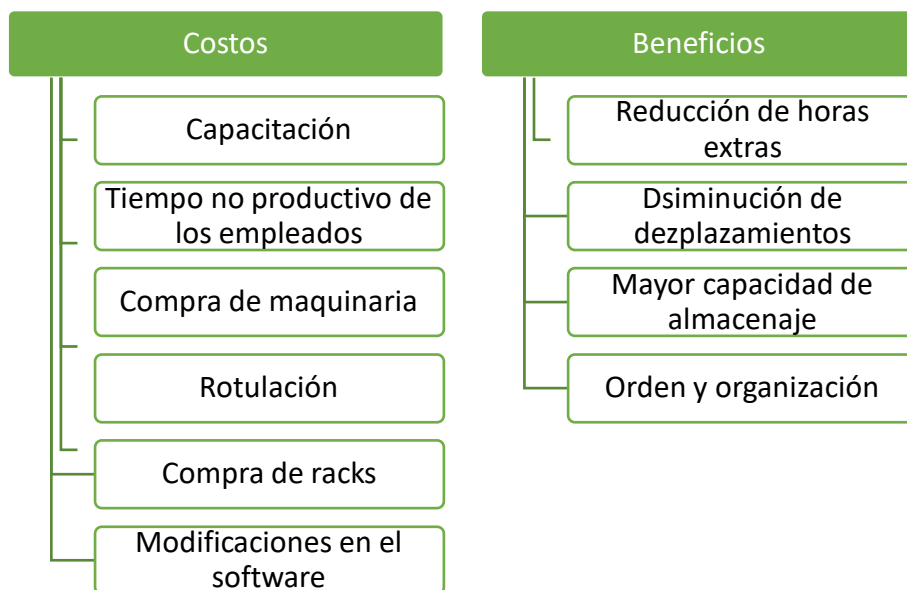 Costos
Capacitación
Tiempo no productivo de
los empleados
Compra de maquinaria
Rotulación
Compra de racks
Modificaciones en el
software
Beneficios
Reducción de horas
extras
Dsiminución de
dezplazamientos
Mayor capacidad de
almacenaje
Orden y organización